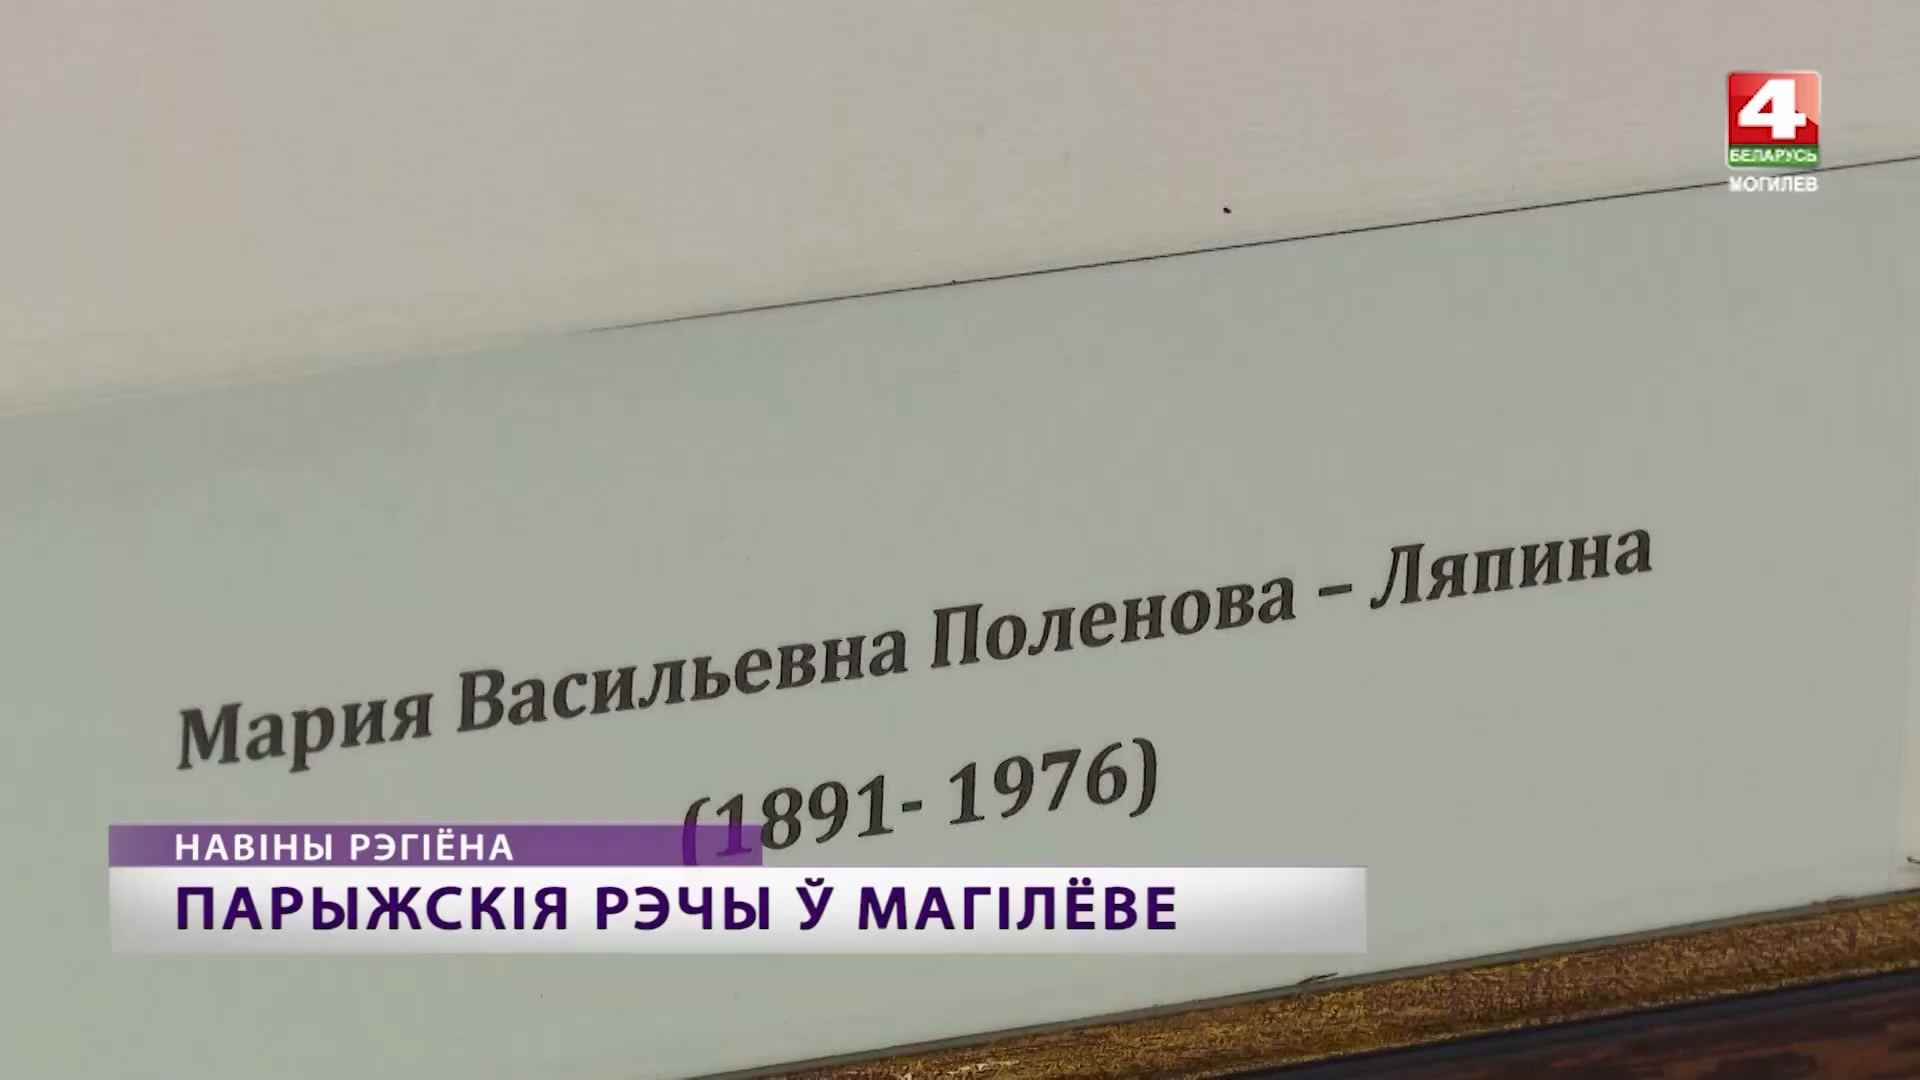 4
БЕЛАРУСЬ
МОГИЛЕВ
Мария Васильевна Поленова – Ляпина
(1891- 1976)
НАВІНЫ РЭГІЁНА
ПАРЫЖСКІЯ РЭЧЫ Ў МАГІЛЁВЕ